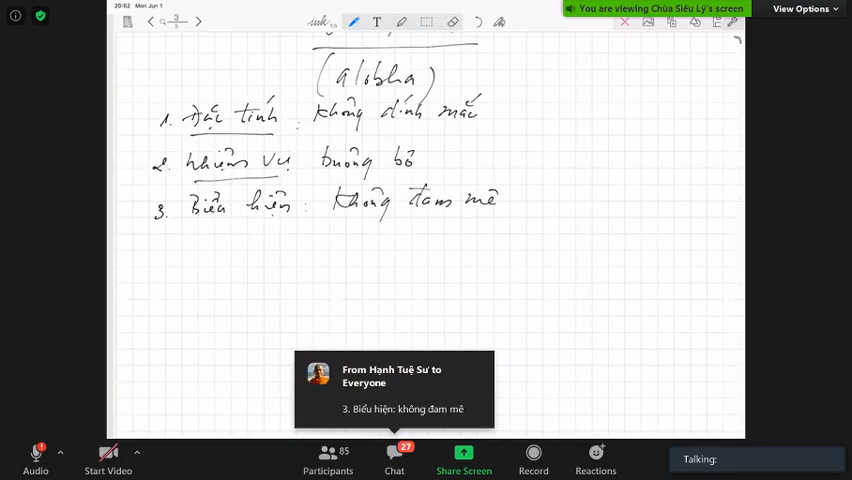 20:52 Mon Jun 1
3
You are viewing Chùa Siêu Lý's screen
View Options
(alobha)
1. Đặc tính : không dính mắc
2. Nhiệm vụ buông bỏ
3. Biểu hiện : Không đam mê
From Hạnh Tuệ Sư to
Everyone
3. Biểu hiện: không đam mê
Audio
Start Video
85
Participants
27
Chat
Share Screen
Record
Reactions
Talking: